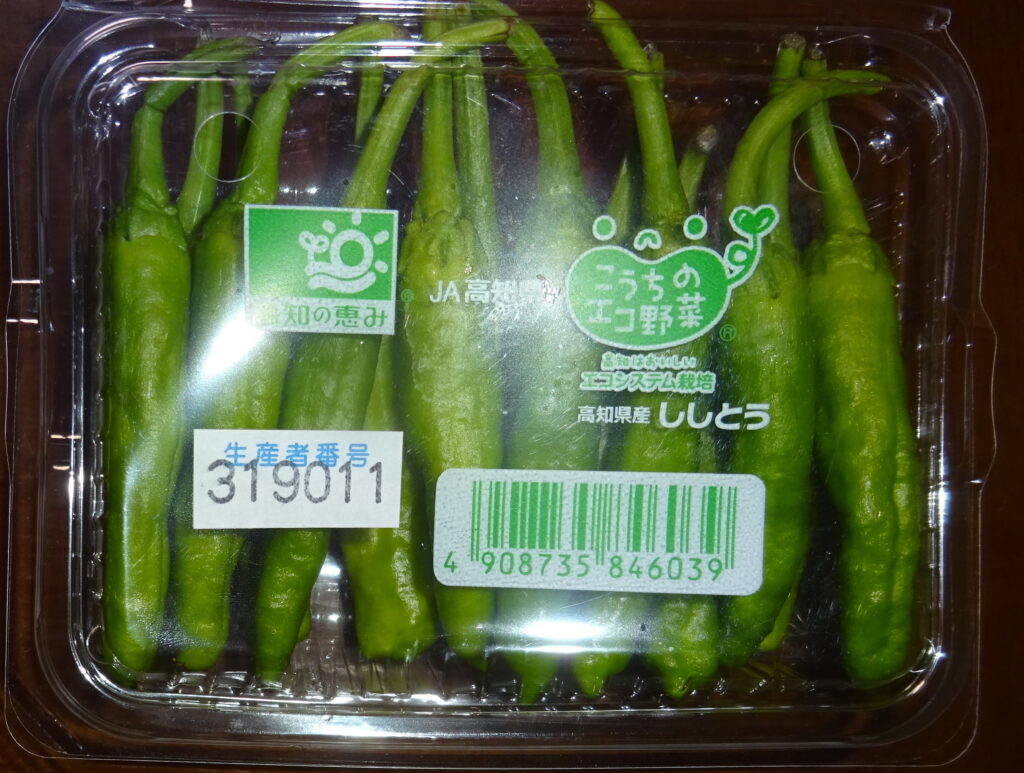 高知の恵み
®
JA高知県
こうちの
エコ野菜
®
高知はおいしい
エコシステム栽培
高知県産 ししとう
生産者番号
319011
4 908735 846039